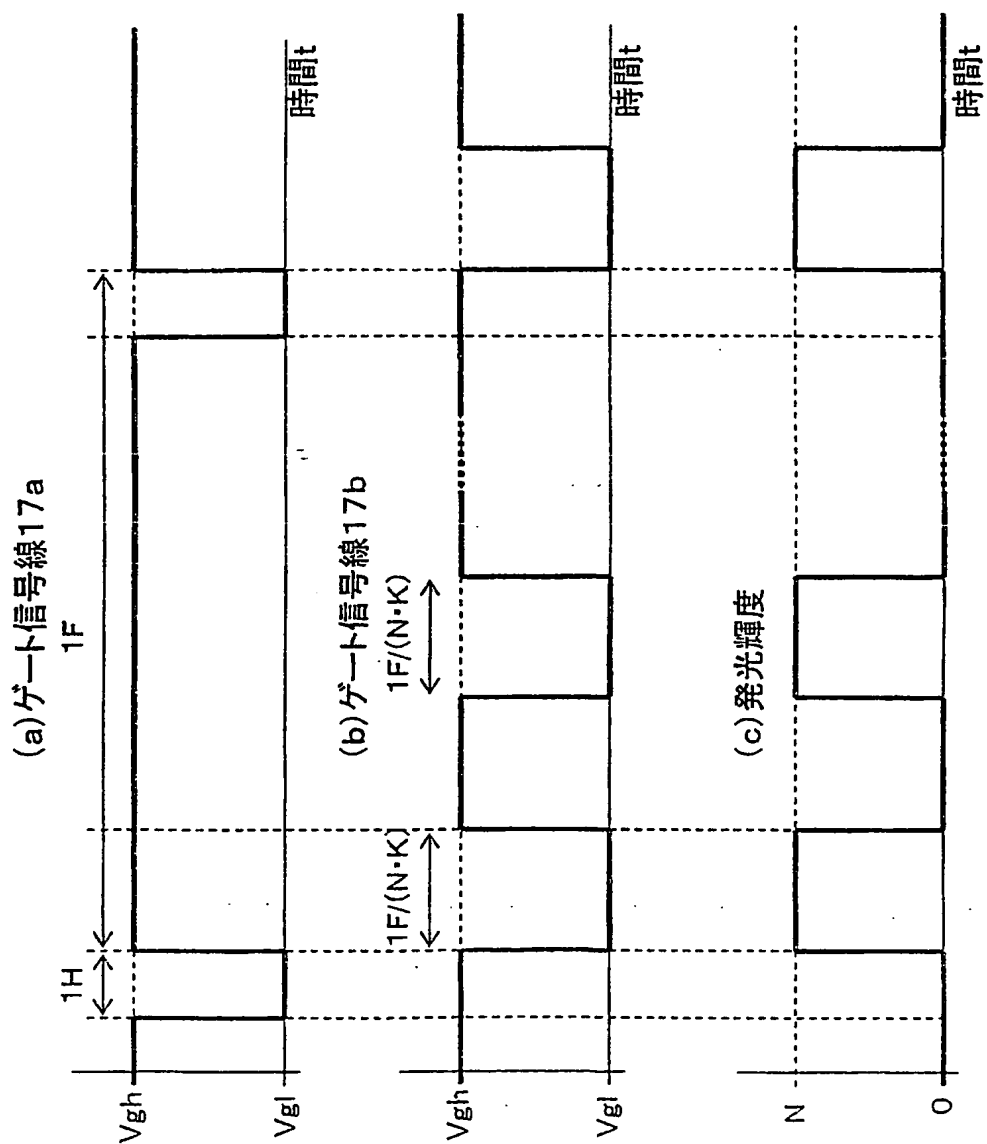 (a)ゲート信号線17a
1F
1H
Vgh
Vgl
時間t
(b)ゲート信号線17b
1F/(N・K)
1F/(N・K)
Vgh
Vgl
時間t
(c)発光輝度
N
0
時間t